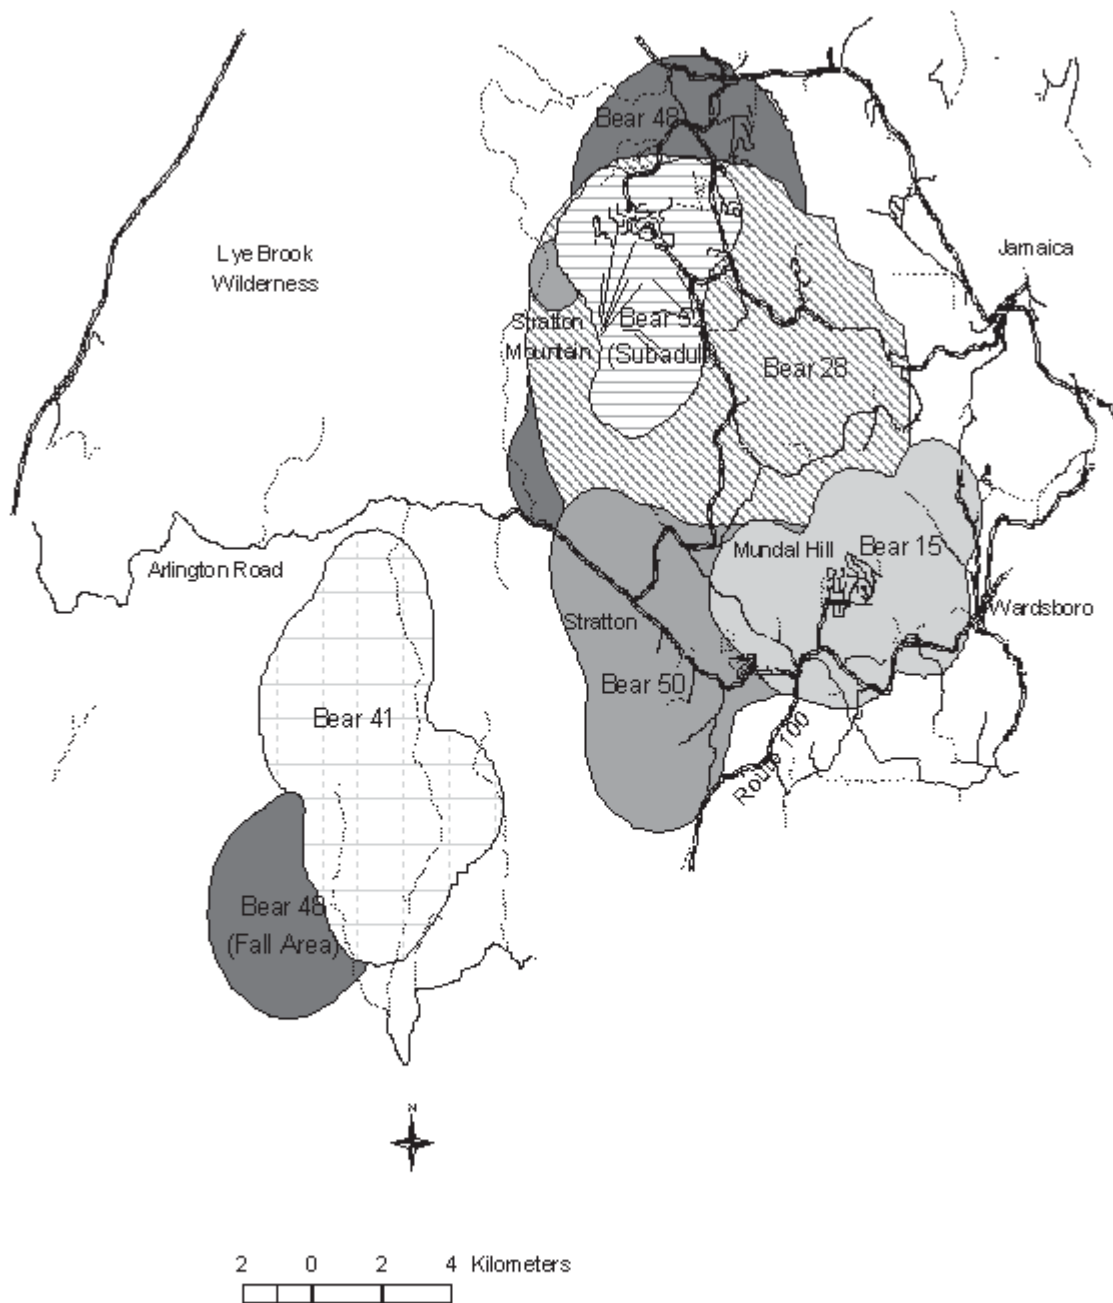 Bear 48
Lye Brook
Wilderness
Jamaica
Stratton
Mountain
Bear 52
(Subadult)
Bear 28
Mundal Hill
Bear 15
Arlington Road
Wardsboro
Stratton
Bear 50
Bear 41
Route 100
Bear 48
(Fall Area)
N
2 0 2 4 Kilometers